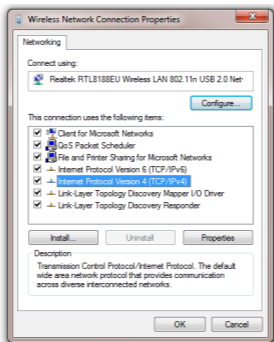 Wireless Network Connection Properties
Networking
Connect using:
Realtek RTL8188EU Wireless LAN 802.11n USB 2.0 Net
Configure...
This connection uses the following items:
Client for Microsoft Networks
QoS Packet Scheduler
File and Printer Sharing for Microsoft Networks
Internet Protocol Version 6 (TCP/IPv6)
Internet Protocol Version 4 (TCP/IPv4)
Link-Layer Topology Discovery Mapper I/O Driver
Link-Layer Topology Discovery Responder
Install... Uninstall Properties
Description
Transmission Control Protocol/Internet Protocol. The default
wide area network protocol that provides communication
across diverse interconnected networks.
OK Cancel